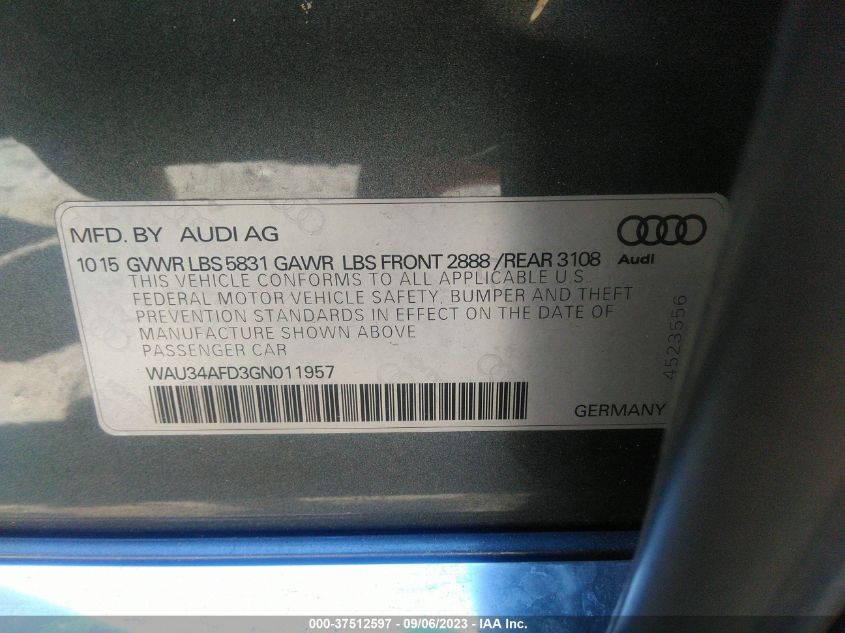 MFD. BY AUDI AG
10 15 GVWR LBS 5831 GAWR LBS FRONT 2888 /REAR 3108
Audi
THIS VEHICLE CONFORMS TO ALL APPLICABLE U.S.
FEDERAL MOTOR VEHICLE SAFETY, BUMPER AND THEFT
PREVENTION STANDARDS IN EFFECT ON THE DATE OF
MANUFACTURE SHOWN ABOVE
PASSENGER CAR
WAU34AFD3GN011957
4523556
GERMANY
000-37512597 - 09/06/2023 - IAA Inc.